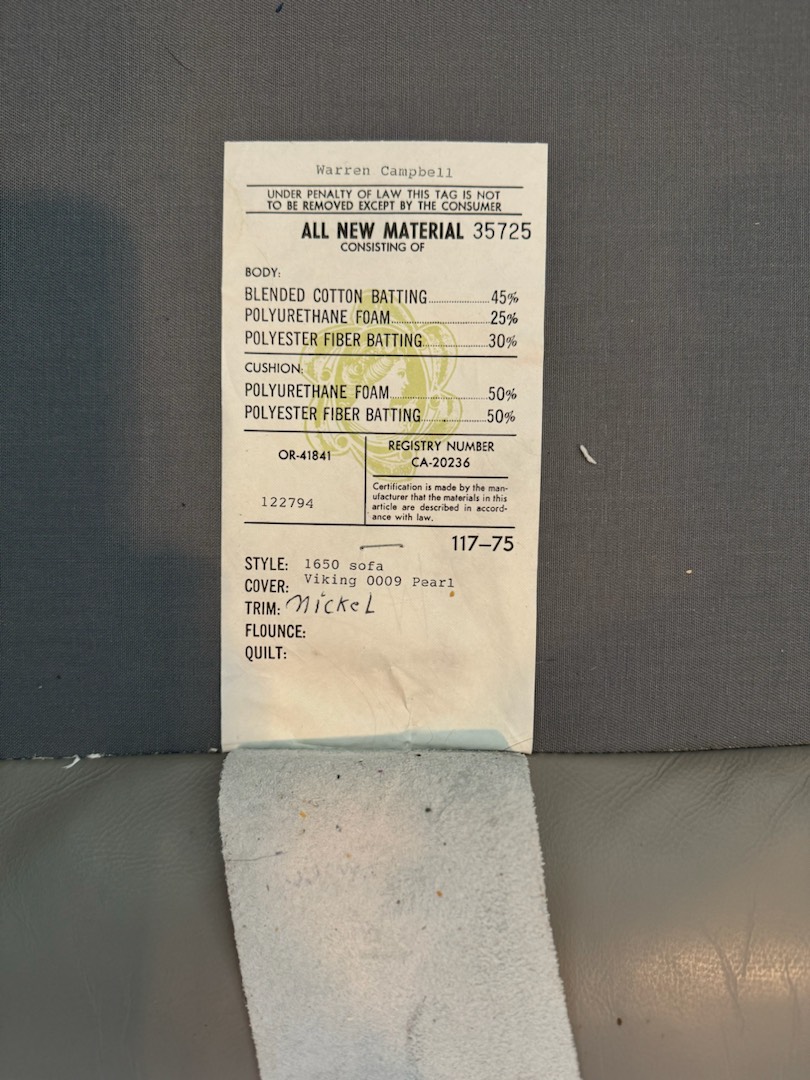 Warren Campbell
UNDER PENALTY OF LAW THIS TAG IS NOT
TO BE REMOVED EXCEPT BY THE CONSUMER
ALL NEW MATERIAL 35725
CONSISTING OF
BODY:
BLENDED COTTON BATTING..........45%
POLYURETHANE FOAM..........25%
POLYESTER FIBER BATTING..........30%
CUSHION:
POLYURETHANE FOAM..........50%
POLYESTER FIBER BATTING..........50%
OR-41841
122794
REGISTRY NUMBER
CA-20236
Certification is made by the man-
ufacturer that the materials in this
article are described in accord-
ance with law.
117–75
STYLE: 1650 sofa
COVER: Viking 0009 Pearl
TRIM: Nickel
FLOUNCE:
QUILT: